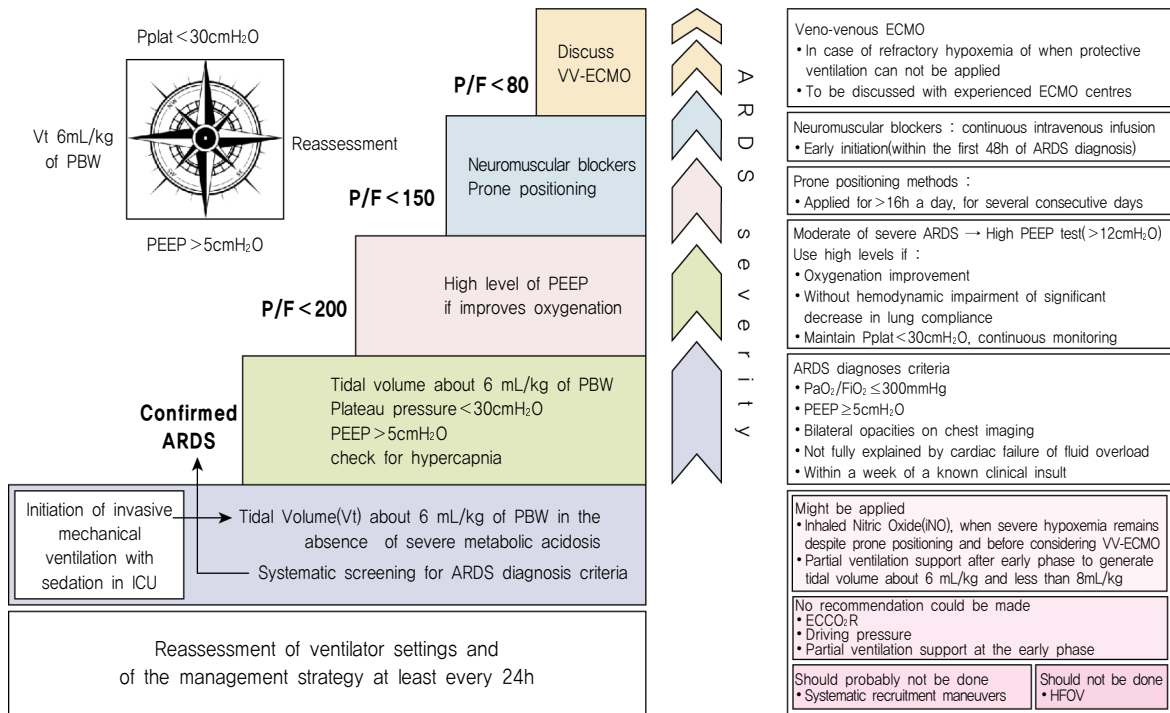 Pplat<30cmH₂O
Vt 6mL/kg
of PBW
Reassessment
PEEP>5cmH₂O
NW
NE
SW
SE
P/F<80
Discuss
VV-ECMO
P/F<150
Neuromuscular blockers
Prone positioning
P/F<200
High level of PEEP
if improves oxygenation
Confirmed
ARDS
Tidal volume about 6 mL/kg of PBW
Plateau pressure<30cmH₂O
PEEP>5cmH₂O
check for hypercapnia
Initiation of invasive
mechanical
ventilation with
sedation in ICU
Tidal Volume(Vt) about 6 mL/kg of PBW in the
absence of severe metabolic acidosis
Systematic screening for ARDS diagnosis criteria
Reassessment of ventilator settings and
of the management strategy at least every 24h
ARDS severity
Veno-venous ECMO
• In case of refractory hypoxemia of when protective
ventilation can not be applied
• To be discussed with experienced ECMO centres
Neuromuscular blockers : continuous intravenous infusion
• Early initiation(within the first 48h of ARDS diagnosis)
Prone positioning methods :
• Applied for>16h a day, for several consecutive days
Moderate of severe ARDS → High PEEP test(>12cmH₂O)
Use high levels if :
• Oxygenation improvement
• Without hemodynamic impairment of significant
decrease in lung compliance
• Maintain Pplat<30cmH₂O, continuous monitoring
ARDS diagnoses criteria
• PaO₂/FiO₂≤300mmHg
• PEEP≥5cmH₂O
• Bilateral opacities on chest imaging
• Not fully explained by cardiac failure of fluid overload
• Within a week of a known clinical insult
Might be applied
• Inhaled Nitric Oxide(iNO), when severe hypoxemia remains
despite prone positioning and before considering VV-ECMO
• Partial ventilation support after early phase to generate
tidal volume about 6 mL/kg and less than 8mL/kg
No recommendation could be made
• ECCO₂R
• Driving pressure
• Partial ventilation support at the early phase
Should probably not be done
• Systematic recruitment maneuvers
Should not be done
• HFOV